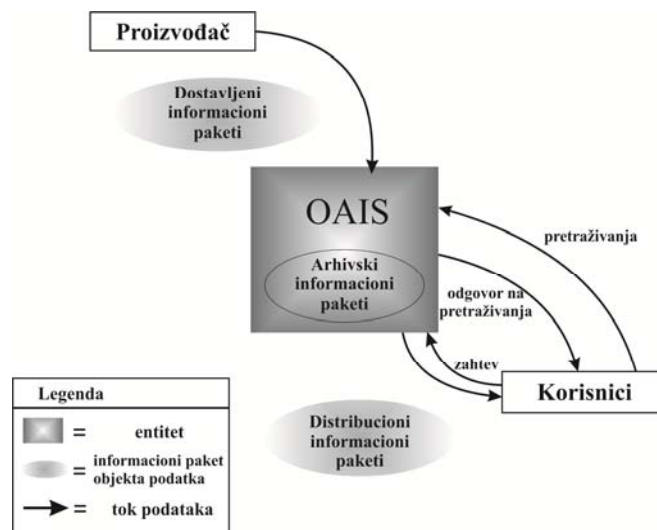 Proizvođač
Dostavljeni
informacioni
paketi
OAIS
Arhivski
informacioni
paketi
pretraživanja
odgovor na
pretraživanja
zahtev
Korisnici
Distribucioni
informacioni
paketi
Legenda
= entitet
= informacioni paket
objekta podatka
= tok podataka